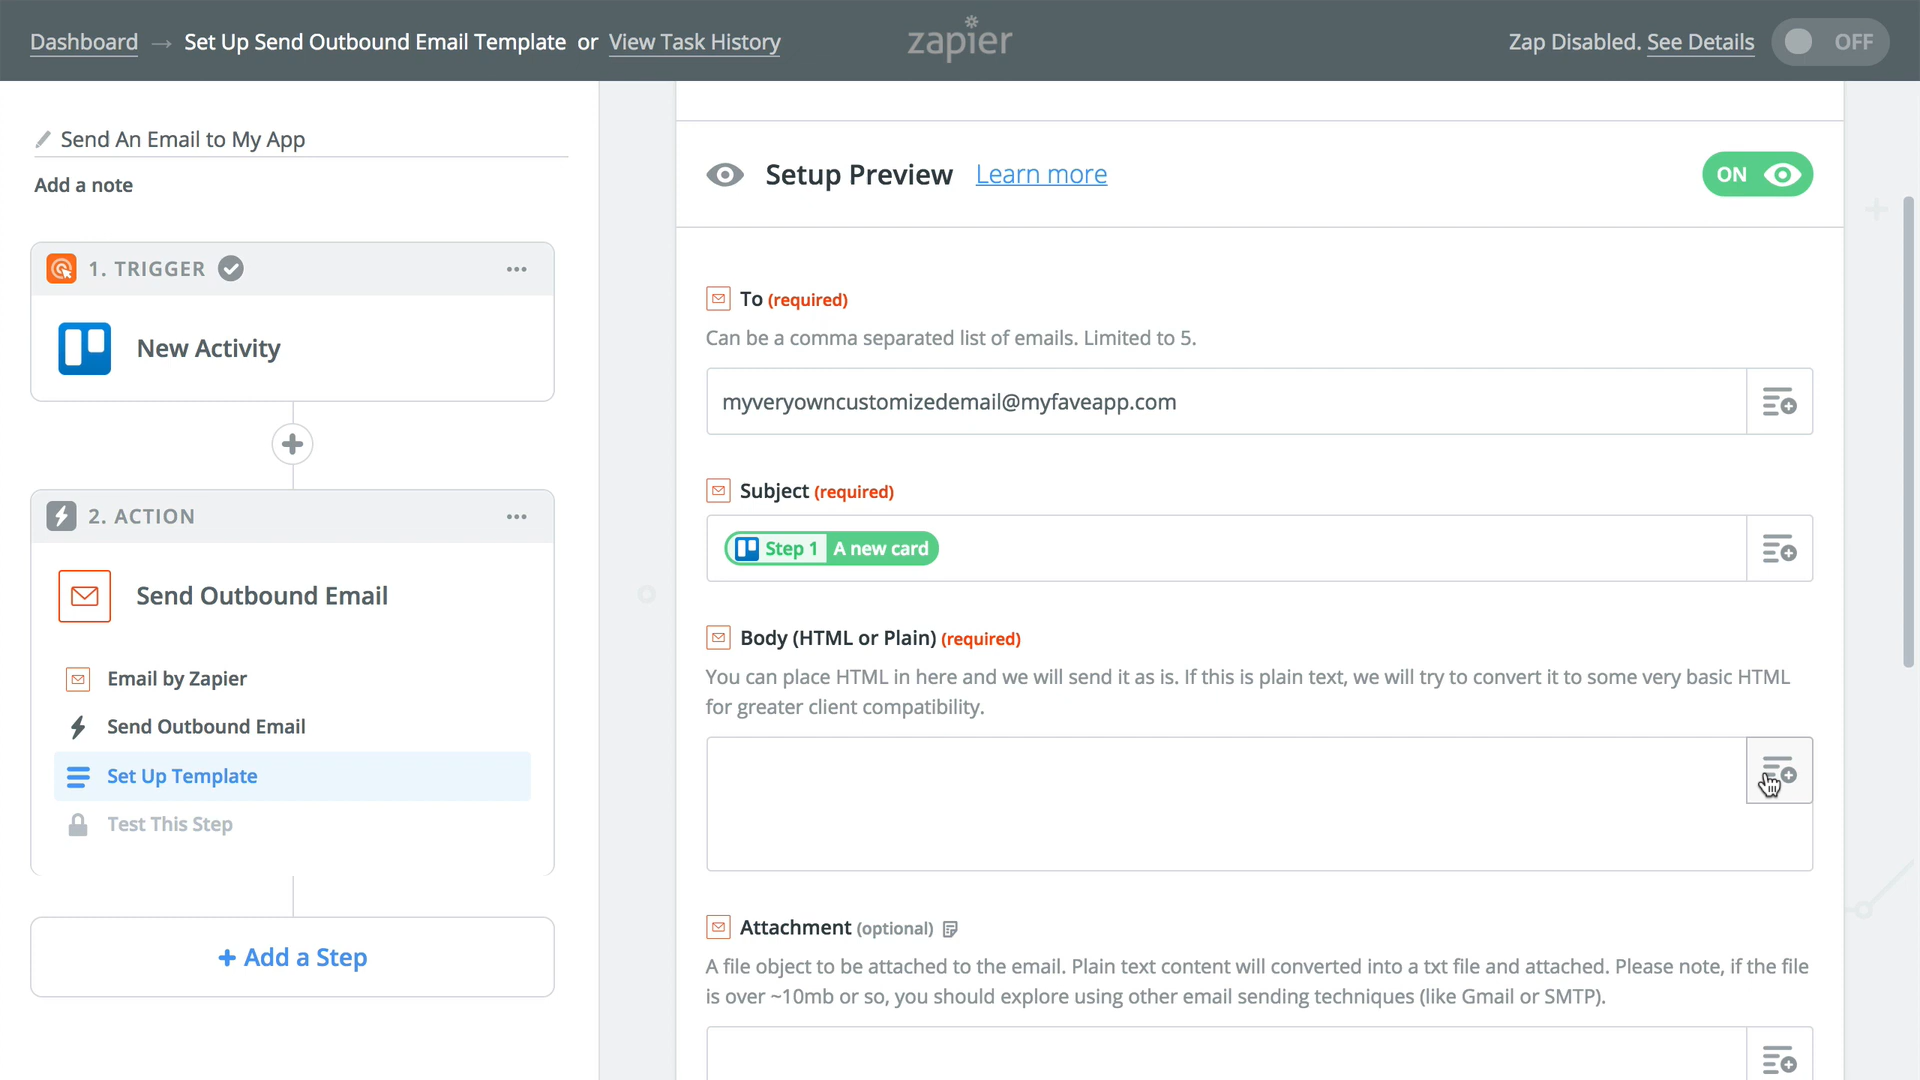 Dashboard → Set Up Send Outbound Email Template or View Task History
zapier
Zap Disabled. See Details
OFF
Send An Email to My App
Add a note
1. TRIGGER
New Activity
2. ACTION
Send Outbound Email
Email by Zapier
Send Outbound Email
Set Up Template
Test This Step
+ Add a Step
Setup Preview Learn more
ON
To (required)
Can be a comma separated list of emails. Limited to 5.
myveryowncustomizedemail@myfaveapp.com
Subject (required)
Step 1 A new card
Body (HTML or Plain) (required)
You can place HTML in here and we will send it as is. If this is plain text, we will try to convert it to some very basic HTML
for greater client compatibility.
Attachment (optional)
A file object to be attached to the email. Plain text content will converted into a txt file and attached. Please note, if the file
is over ~10mb or so, you should explore using other email sending techniques (like Gmail or SMTP).